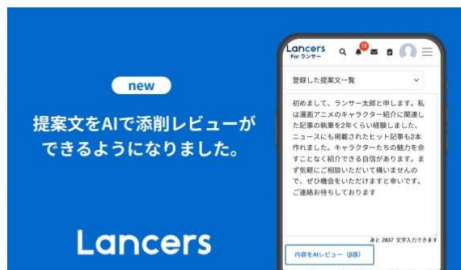 new
提案文をAIで添削レビューが
できるようになりました。
Lancers
Lancers
For ランサー
登録した提案文一覧
初めまして、ランサー太郎と申します。私
は漫画アニメのキャラクター紹介に関連し
た記事の執筆を2年くらい経験しました。
ニュースにも掲載されたヒット記事も2本
作れました。キャラクターたちの魅力を余
すことなく紹介できる自信があります。ま
ず気軽にご相談いただいて構いませんの
で、ぜひ機会をいただけますと幸いです。
ご連絡お待ちしております
あと 2837 文字入力できます
内容をAIレビュー（β版）